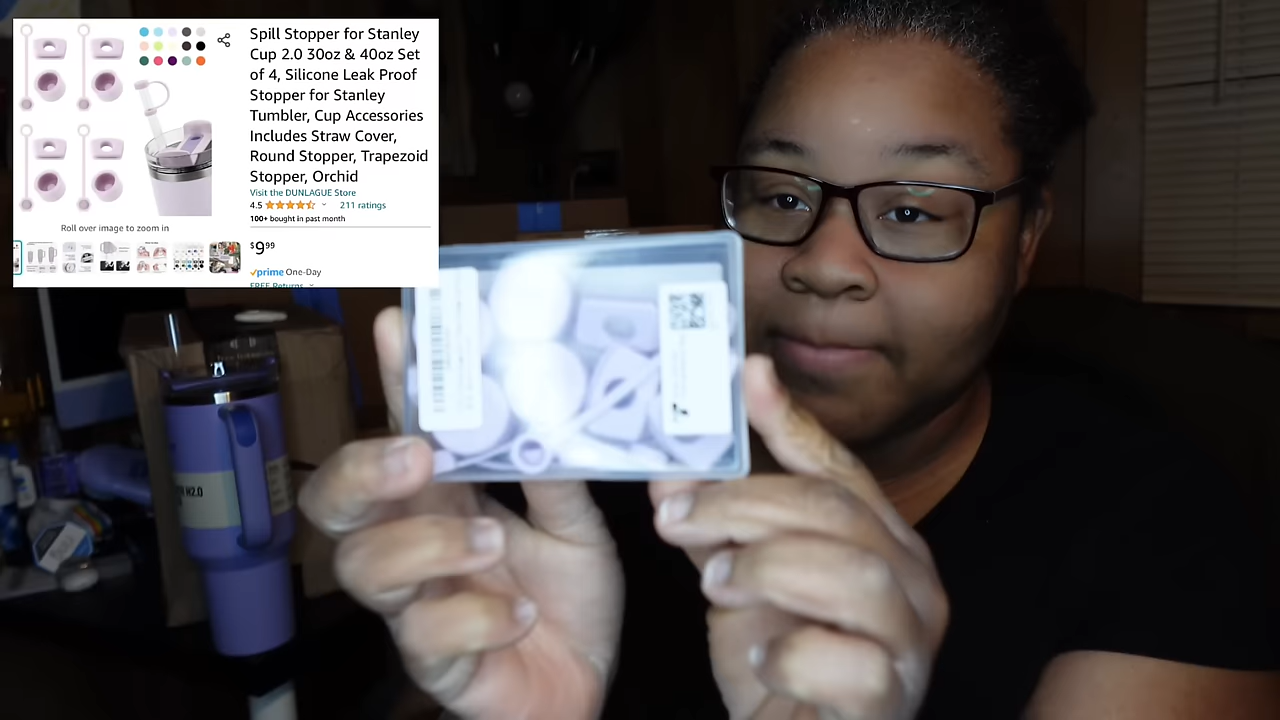 Spill Stopper for Stanley
Cup 2.0 30oz & 40oz Set
of 4, Silicone Leak Proof
Stopper for Stanley
Tumbler, Cup Accessories
Includes Straw Cover,
Round Stopper, Trapezoid
Stopper, Orchid
Visit the DUNLAGUE Store
4.5 211 ratings
100+ bought in past month
Roll over image to zoom in
$9.99
prime One-Day
FREE Returns
H2.0